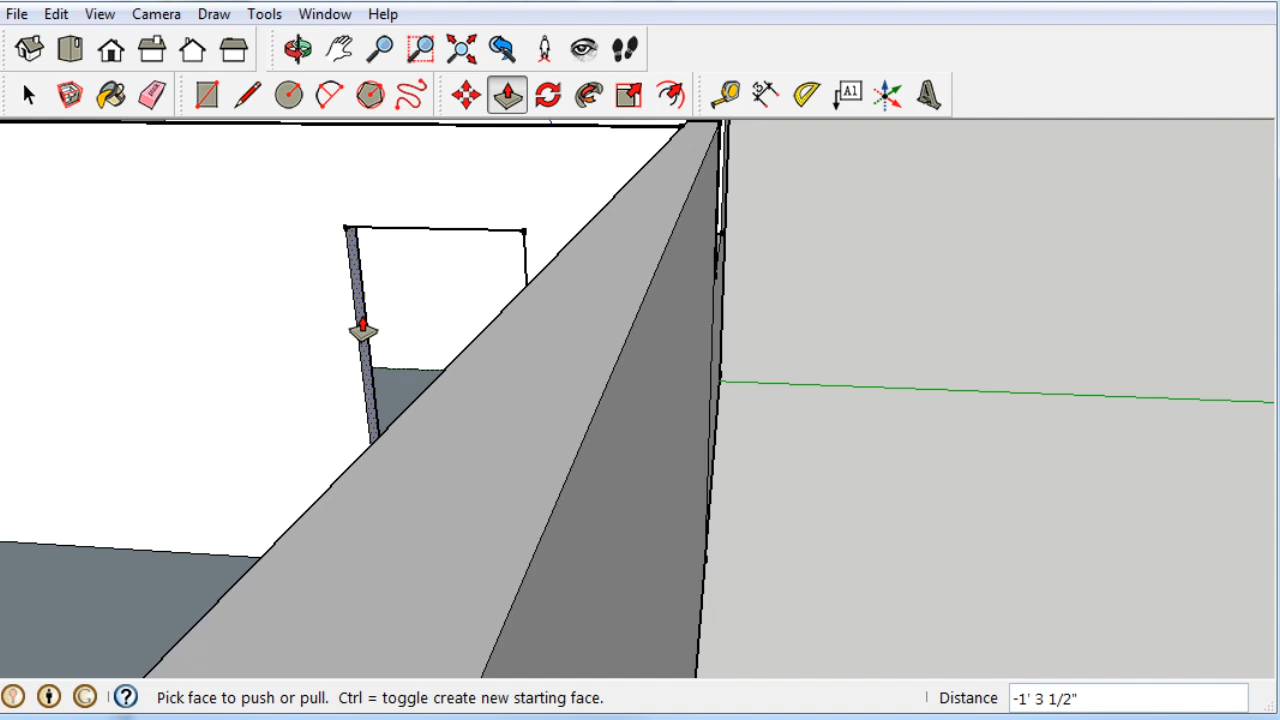 File Edit View Camera Draw Tools Window Help
A1
Pick face to push or pull. Ctrl = toggle create new starting face. Distance -1' 3 1/2"